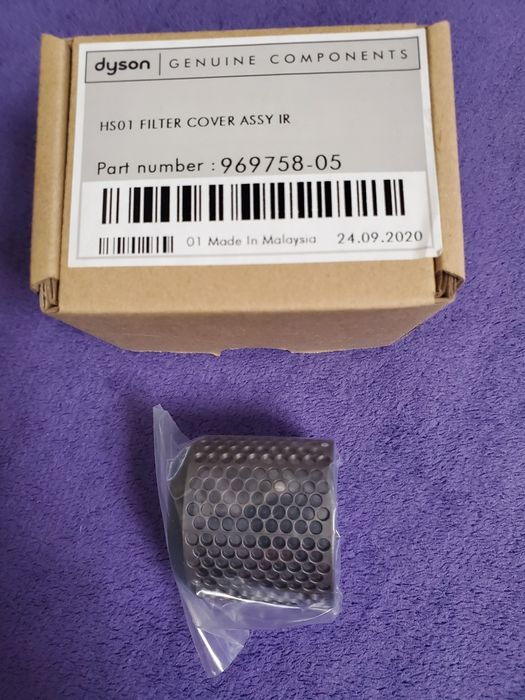 dyson | GENUINE COMPONENTS
HS01 FILTER COVER ASSY IR
Part number : 969758-05
01 Made In Malaysia 24.09.2020